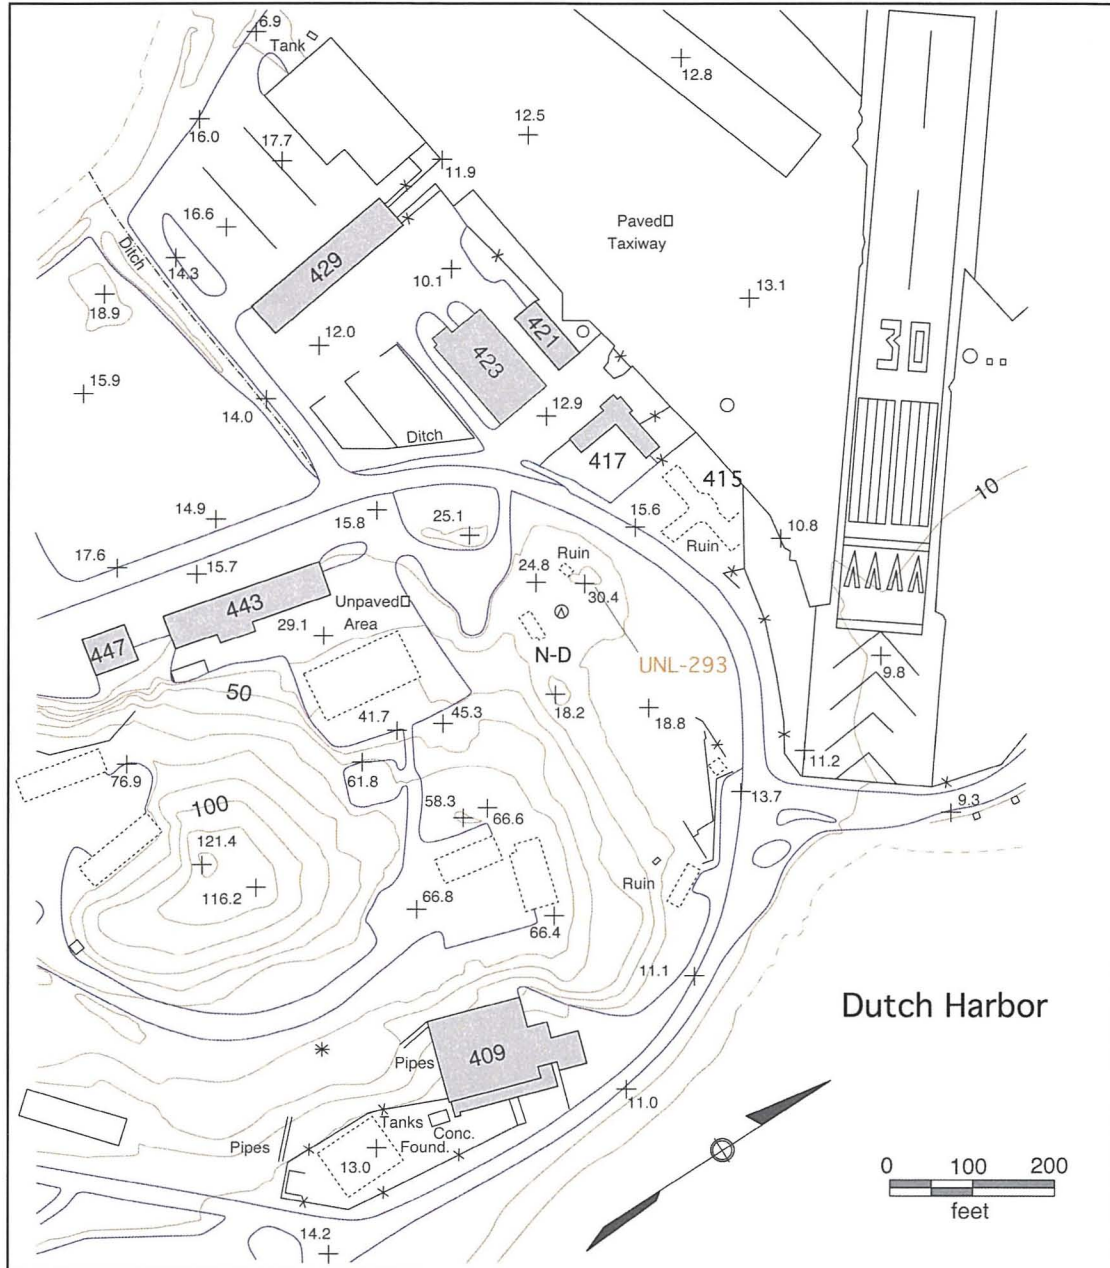 6.9
Tank
12.8
16.0
17.7
12.5
11.9
16.6
Ditch
14.3
429
10.1
Paved
Taxiway
13.1
18.9
12.0
421
423
30
15.9
14.0
12.9
Ditch
417
415
10
14.9
15.8
25.1
15.6
Ruin
10.8
17.6
15.7
Ruin
24.8
30.4
443
Unpaved
Area
29.1
447
N-D
UNL-293
9.8
50
18.2
18.8
41.7
45.3
11.2
76.9
61.8
13.7
9.3
100
58.3
66.6
121.4
116.2
66.8
Ruin
66.4
11.1
Dutch Harbor
409
Pipes
11.0
Tanks
Conc.
Found.
Pipes
13.0
0 100 200
feet
14.2